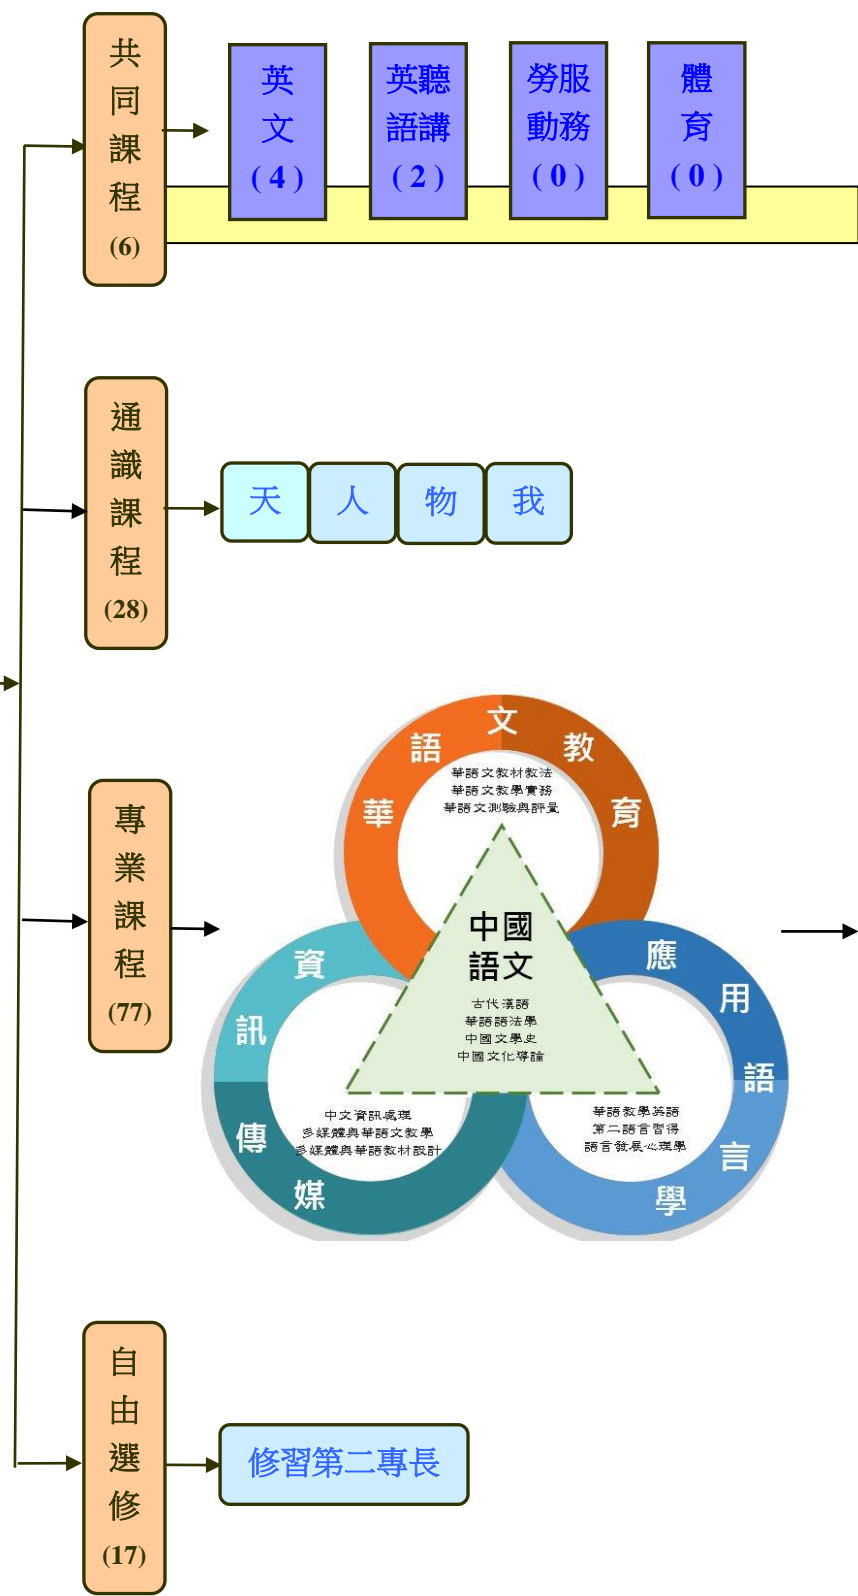 共同課程
(6)
英文
( 4 )
英聽
語講
( 2 )
勞服
動務
( 0 )
體育
( 0 )
通識課程
(28)
天
人
物
我
專業課程
(77)
華語文教育
華語文教材教法
華語文教學實務
華語文測驗與評量
中國
語文
古代漢語
華語語法學
中國文學史
中國文化導論
資訊傳媒
中文資訊處理
多媒體與華語文教學
多媒體與華語教材設計
應用語言學
華語教學英語
第二語言習得
語言發展心理學
自由選修
(17)
修習第二專長